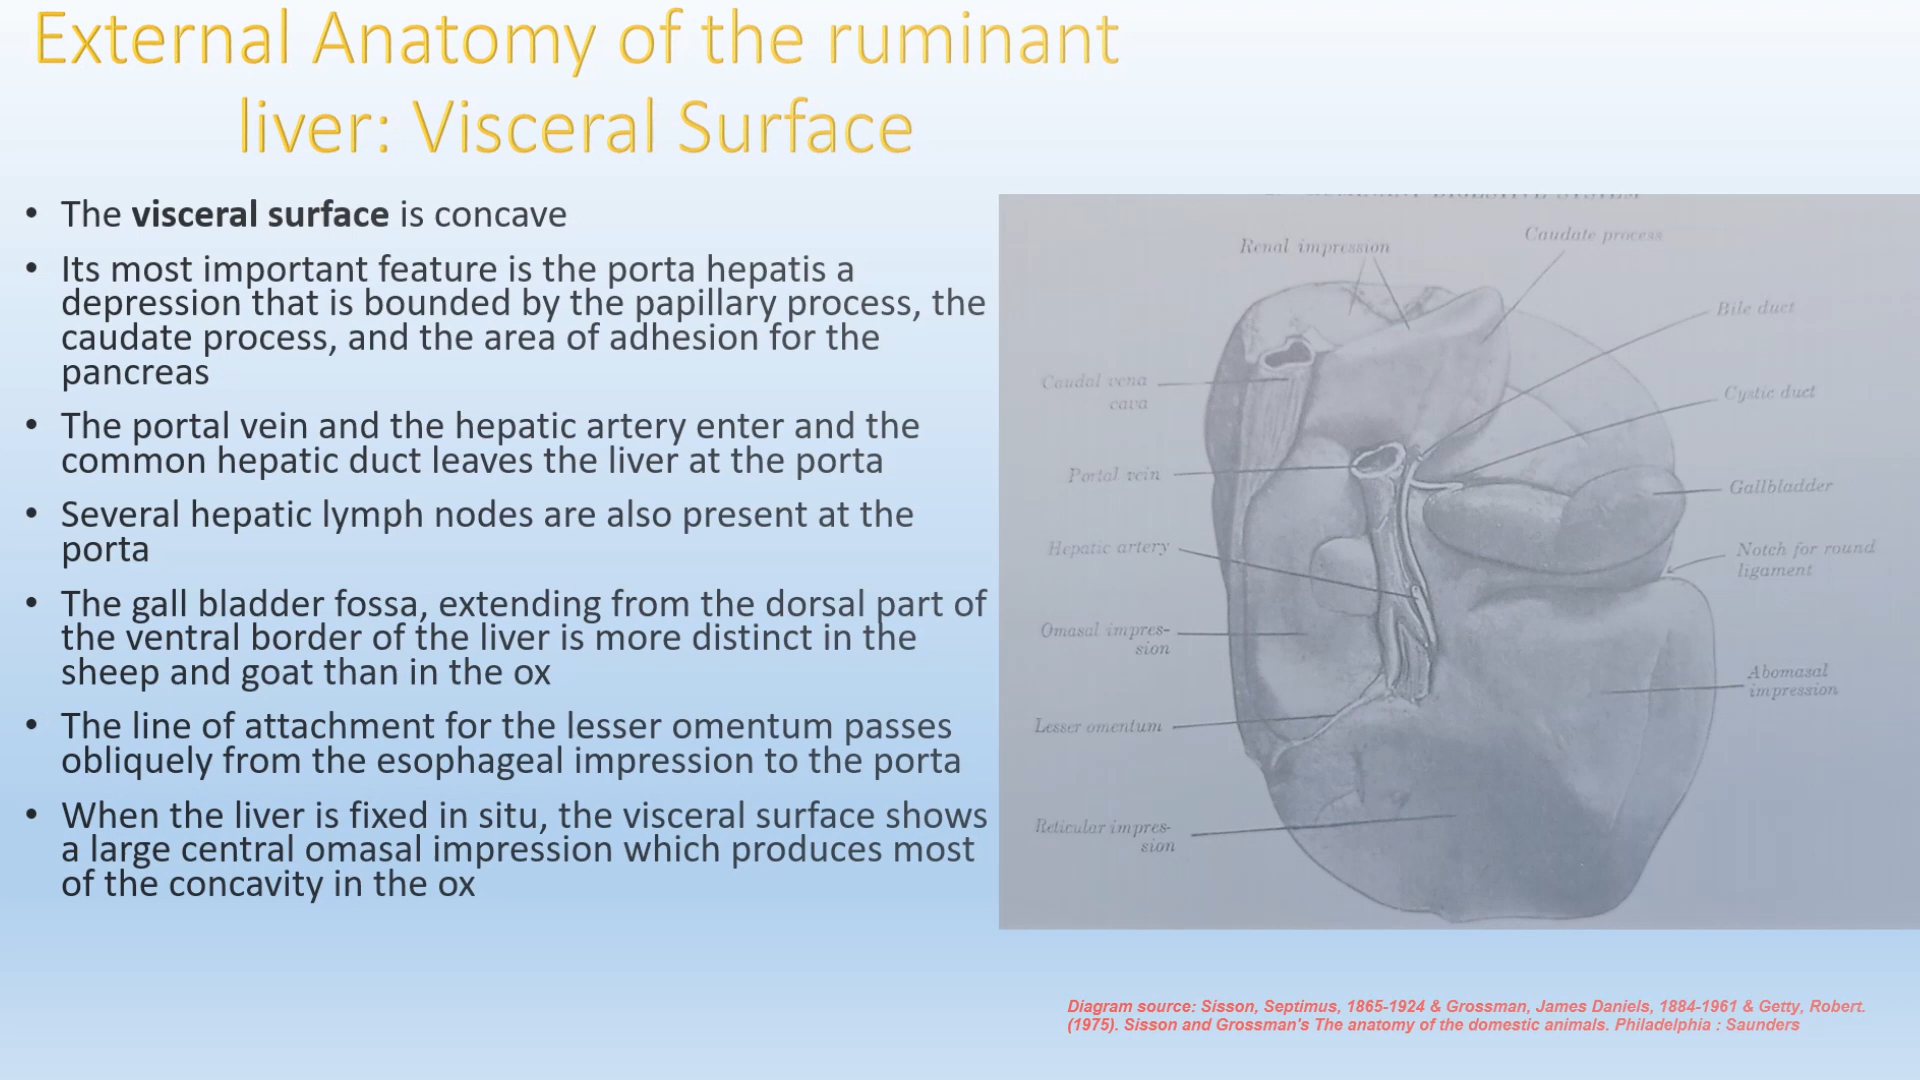 External Anatomy of the ruminant
liver: Visceral Surface
• The visceral surface is concave
• Its most important feature is the porta hepatis a
depression that is bounded by the papillary process, the
caudate process, and the area of adhesion for the
pancreas
• The portal vein and the hepatic artery enter and the
common hepatic duct leaves the liver at the porta
• Several hepatic lymph nodes are also present at the
porta
• The gall bladder fossa, extending from the dorsal part of
the ventral border of the liver is more distinct in the
sheep and goat than in the ox
• The line of attachment for the lesser omentum passes
obliquely from the esophageal impression to the porta
• When the liver is fixed in situ, the visceral surface shows
a large central omasal impression which produces most
of the concavity in the ox
Renal impression
Caudate process
Bile duct
Caudal vena
cava
Cystic duct
Portal vein
Gallbladder
Hepatic artery
Notch for round
ligament
Omasal impres-
sion
Abomasal
impression
Lesser omentum
Reticular impres-
sion
Diagram source: Sisson, Septimus, 1865-1924 & Grossman, James Daniels, 1884-1961 & Getty, Robert.
(1975). Sisson and Grossman's The anatomy of the domestic animals. Philadelphia : Saunders